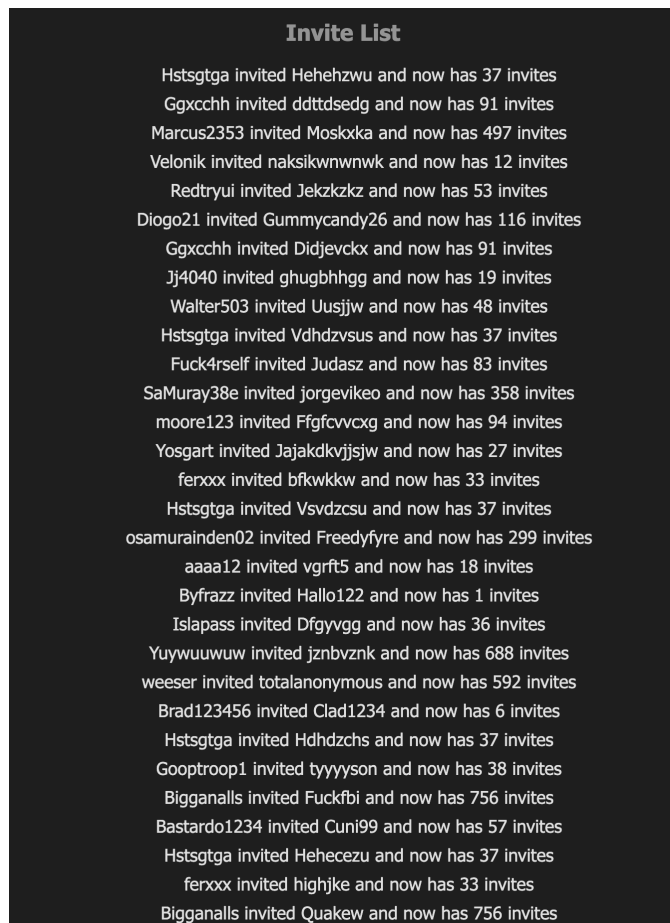 Invite List
Hstsgtga invited Hehehzwu and now has 37 invites
Ggxcchh invited ddttdsedg and now has 91 invites
Marcus2353 invited Moskxka and now has 497 invites
Velonik invited naksikwnwnwk and now has 12 invites
Redtryui invited Jekzkzkz and now has 53 invites
Diogo21 invited Gummycandy26 and now has 116 invites
Ggxcchh invited Didjevckx and now has 91 invites
Jj4040 invited ghugbhhgg and now has 19 invites
Walter503 invited Uusjjw and now has 48 invites
Hstsgtga invited Vdhdzvsus and now has 37 invites
Fuck4rself invited Judasz and now has 83 invites
SaMuray38e invited jorgevikeo and now has 358 invites
moore123 invited Ffgfcvvcxg and now has 94 invites
Yosgart invited Jajakdkvjjsjw and now has 27 invites
ferxxx invited bfkwkkw and now has 33 invites
Hstsgtga invited Vsvdzcsu and now has 37 invites
osamurainden02 invited Freedyfyre and now has 299 invites
aaaa12 invited vgrft5 and now has 18 invites
Byfrazz invited Hallo122 and now has 1 invites
Islapass invited Dfgyvgg and now has 36 invites
Yuywuuwuw invited jznbvznk and now has 688 invites
weeser invited totalanonymous and now has 592 invites
Brad123456 invited Clad1234 and now has 6 invites
Hstsgtga invited Hdhdzchs and now has 37 invites
Gooptroop1 invited tyyyyson and now has 38 invites
Bigganalls invited Fuckfbi and now has 756 invites
Bastardo1234 invited Cuni99 and now has 57 invites
Hstsgtga invited Hehecezu and now has 37 invites
ferxxx invited highjke and now has 33 invites
Bigganalls invited Quakew and now has 756 invites